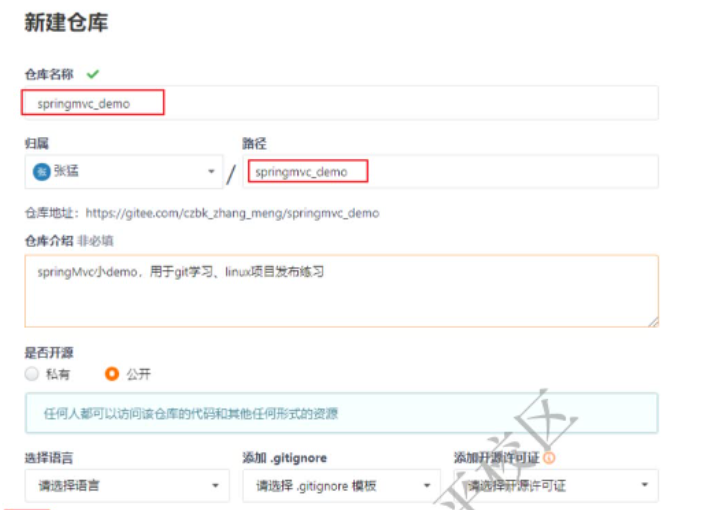 新建仓库
仓库名称
springmvc_demo
归属
路径
张 张猛
/
springmvc_demo
仓库地址：https://gitee.com/czbk_zhang_meng/springmvc_demo
仓库介绍 非必填
springMvc小demo，用于git学习、linux项目发布练习
是否开源
私有
公开
任何人都可以访问该仓库的代码和其他任何形式的资源
选择语言
添加 .gitignore
添加开源许可证
请选择语言
请选择 .gitignore 模板
请选择开源许可证
平校区